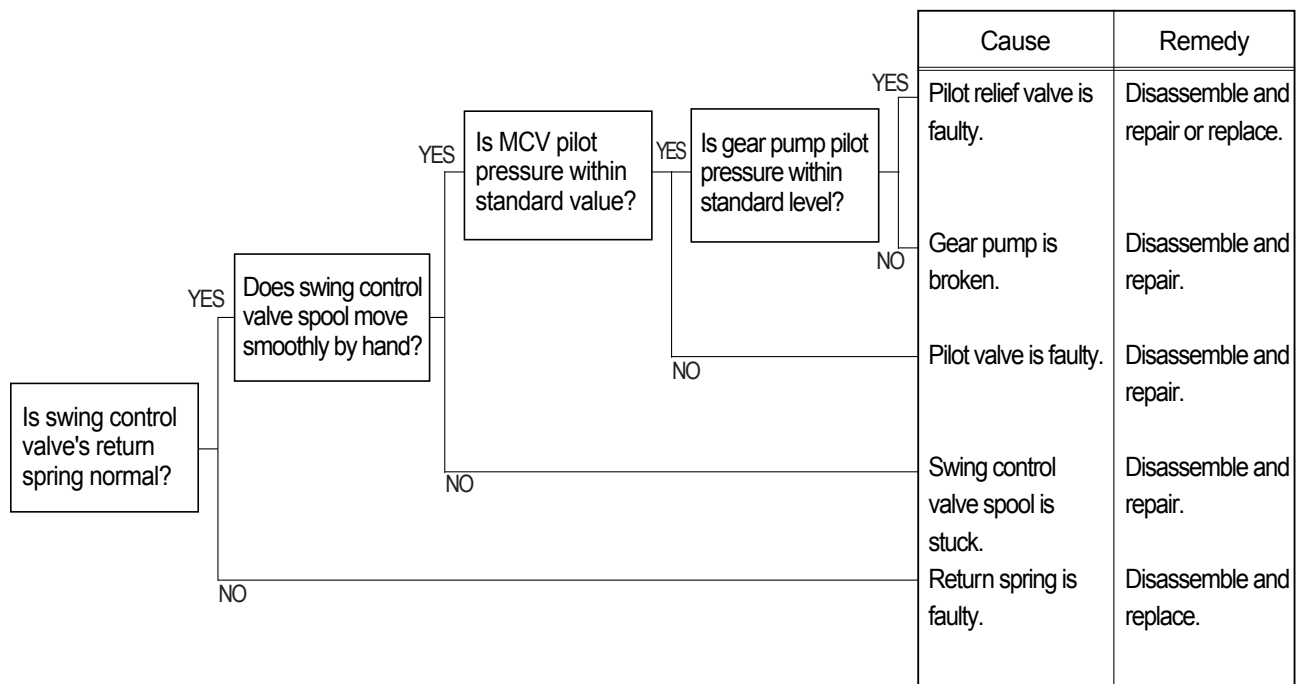 Cause
Remedy
YES
Pilot relief valve is
faulty.
Disassemble and
repair or replace.
YES
Is MCV pilot
pressure within
standard value?
YES
Is gear pump pilot
pressure within
standard level?
NO
Gear pump is
broken.
Disassemble and
repair.
YES
Does swing control
valve spool move
smoothly by hand?
NO
Pilot valve is faulty.
Disassemble and
repair.
Is swing control
valve's return
spring normal?
NO
Swing control
valve spool is
stuck.
Disassemble and
repair.
NO
Return spring is
faulty.
Disassemble and
replace.